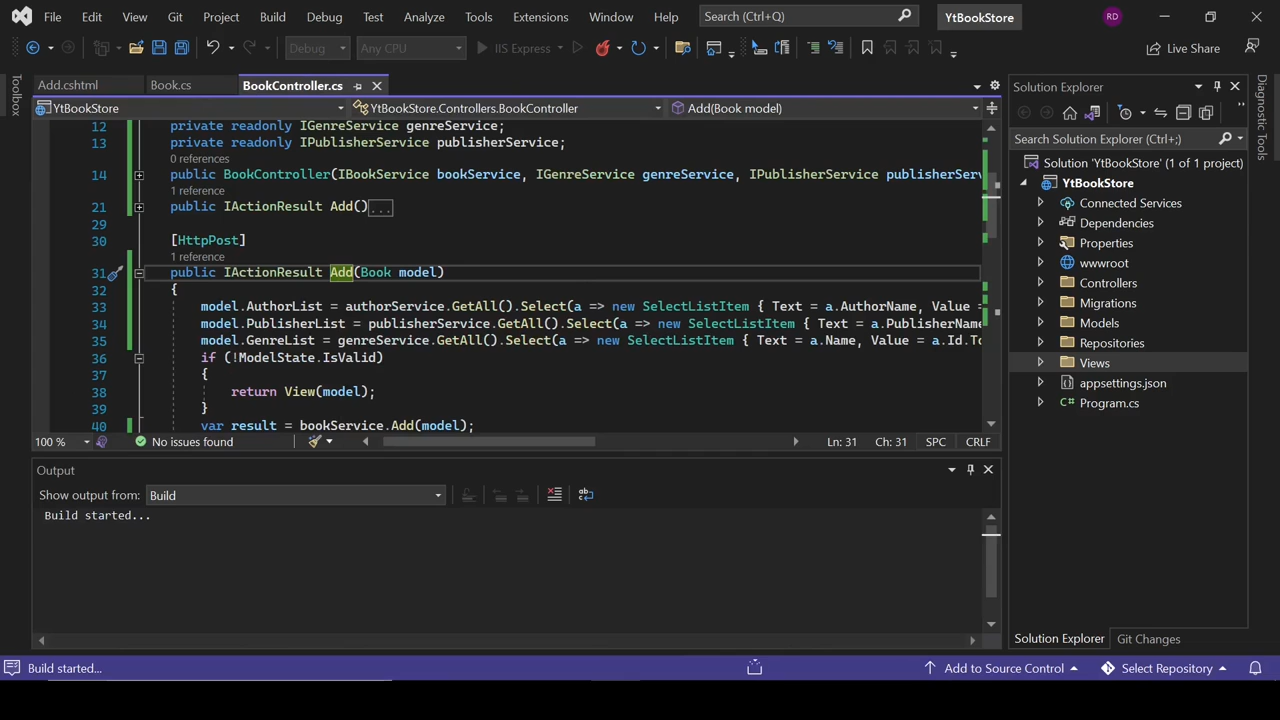 File Edit View Git Project Build Debug Test Analyze Tools Extensions Window Help Search (Ctrl+Q) YtBookStore RD
Debug Any CPU IIS Express Live Share
Add.cshtml Book.cs BookController.cs
YtBookStore YtBookStore.Controllers.BookController Add(Book model)
12 private readonly IGenreService genreService;
13 private readonly IPublisherService publisherService;
0 references
14 public BookController(IBookService bookService, IGenreService genreService, IPublisherService publisherServ
1 reference
21 public IActionResult Add()...
29
30 [HttpPost]
1 reference
31 public IActionResult Add(Book model)
32 {
33 model.AuthorList = authorService.GetAll().Select(a => new SelectListItem { Text = a.AuthorName, Value =
34 model.PublisherList = publisherService.GetAll().Select(a => new SelectListItem { Text = a.PublisherName
35 model.GenreList = genreService.GetAll().Select(a => new SelectListItem { Text = a.Name, Value = a.Id.To
36 if (!ModelState.IsValid)
37 {
38 return View(model);
39 }
40 var result = bookService.Add(model);
100 % No issues found Ln: 31 Ch: 31 SPC CRLF
Output
Show output from: Build
Build started...
Toolbox
Solution Explorer
Search Solution Explorer (Ctrl+;)
Solution 'YtBookStore' (1 of 1 project)
YtBookStore
Connected Services
Dependencies
Properties
wwwroot
Controllers
Migrations
Models
Repositories
Views
appsettings.json
Program.cs
Solution Explorer Git Changes
Diagnostic Tools
Build started... Add to Source Control Select Repository